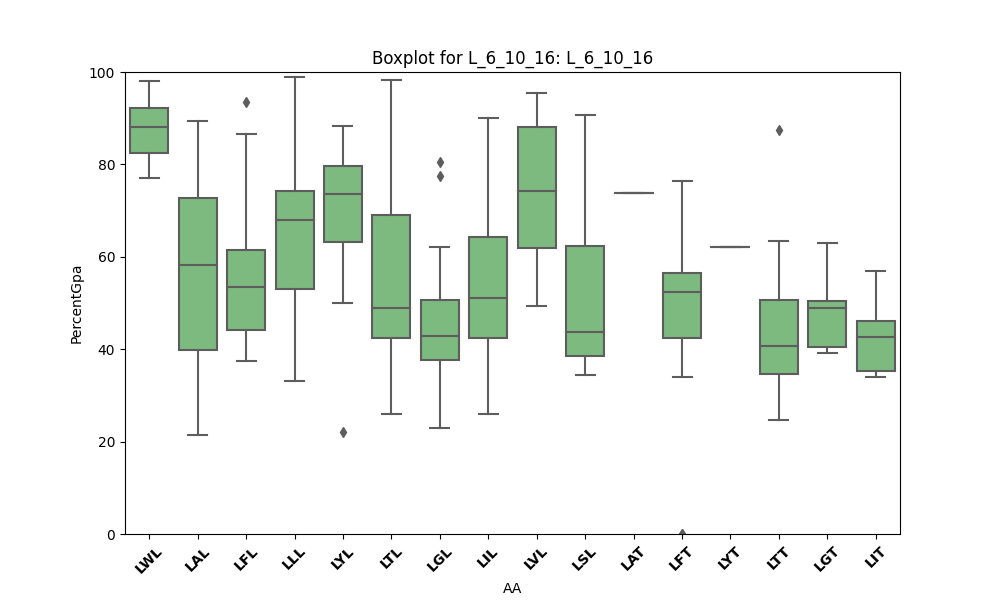 Boxplot for L_6_10_16: L_6_10_16
100
80
60
40
20
0
PercentGpa
LWL LAL LFL LLL LYL LTL LGL LIL LVL LSL LAT LFT LYT LTT LGT LIT
AA